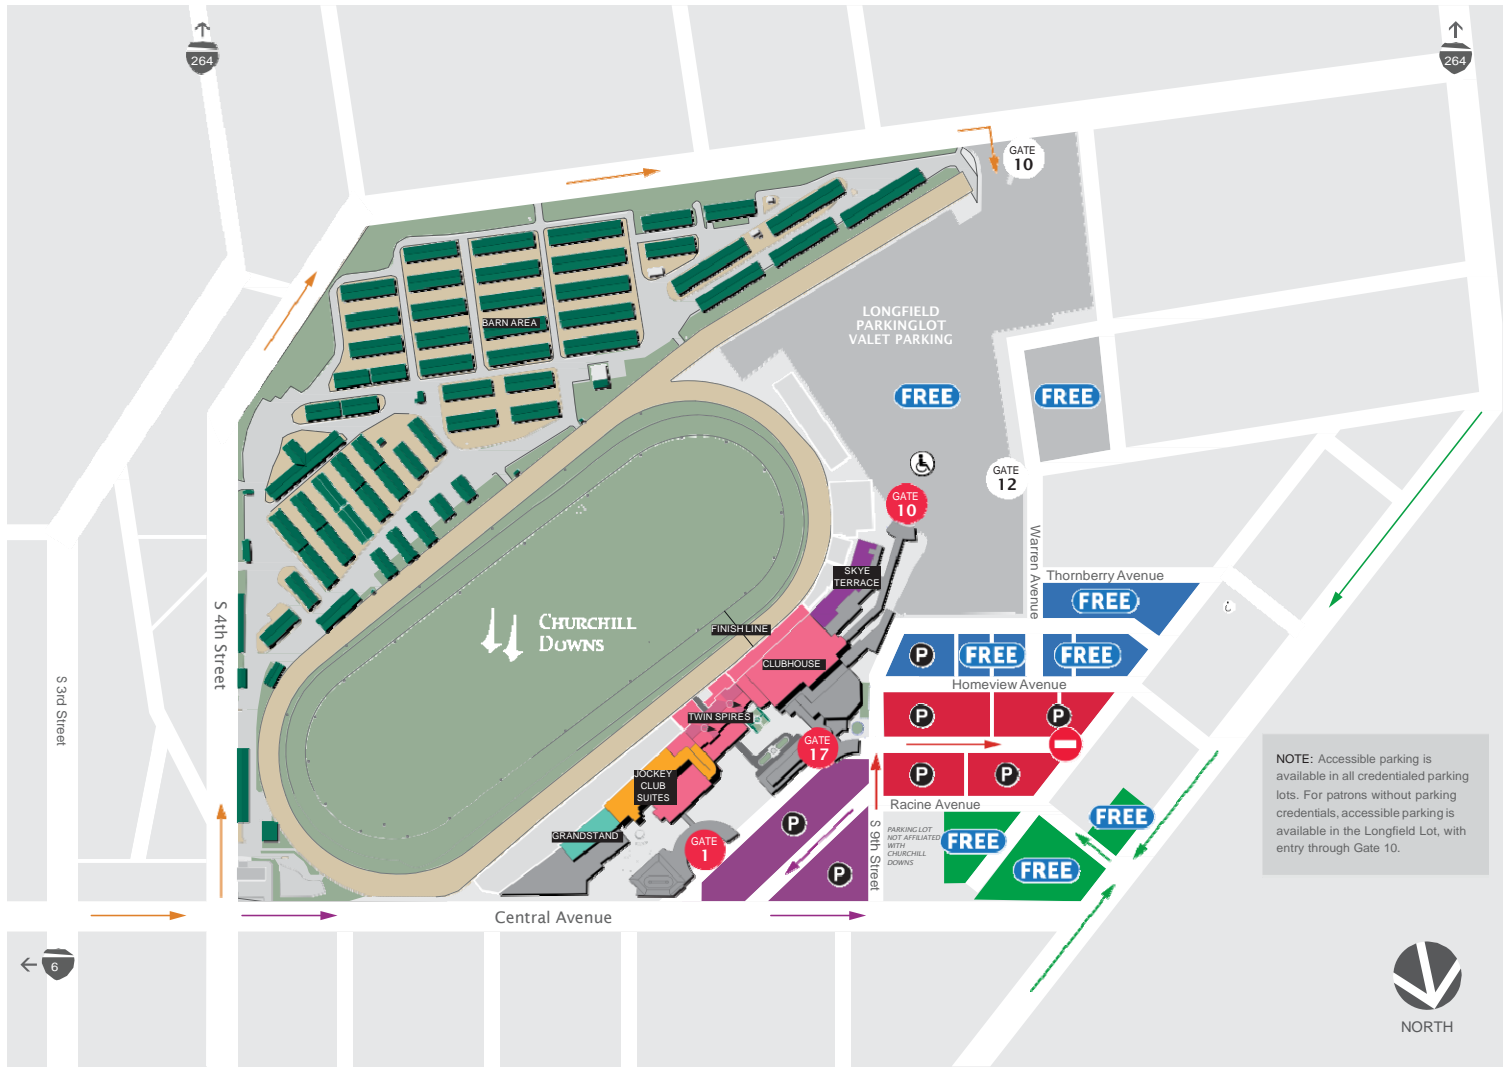 264
264
GATE
10
LONGFIELD
PARKINGLOT
VALET PARKING
FREE
FREE
BARN AREA
GATE
12
GATE
10
Warren Avenue
SKYE
TERRACE
Thornberry Avenue
FREE
CHURCHILL
DOWNS
FINISH LINE
CLUBHOUSE
P
FREE
FREE
Homeview Avenue
S 4th Street
S 3rd Street
TWIN SPIRES
P
P
GATE
17
JOCKEY
CLUB
SUITES
P
P
Racine Avenue
GRANDSTAND
GATE
1
P
P
S 9th Street
PARKING LOT
NOT AFFILIATED
WITH
CHURCHILL
DOWNS
FREE
FREE
FREE
NOTE: Accessible parking is
available in all credentialed parking
lots. For patrons without parking
credentials, accessible parking is
available in the Longfield Lot, with
entry through Gate 10.
Central Avenue
6
NORTH